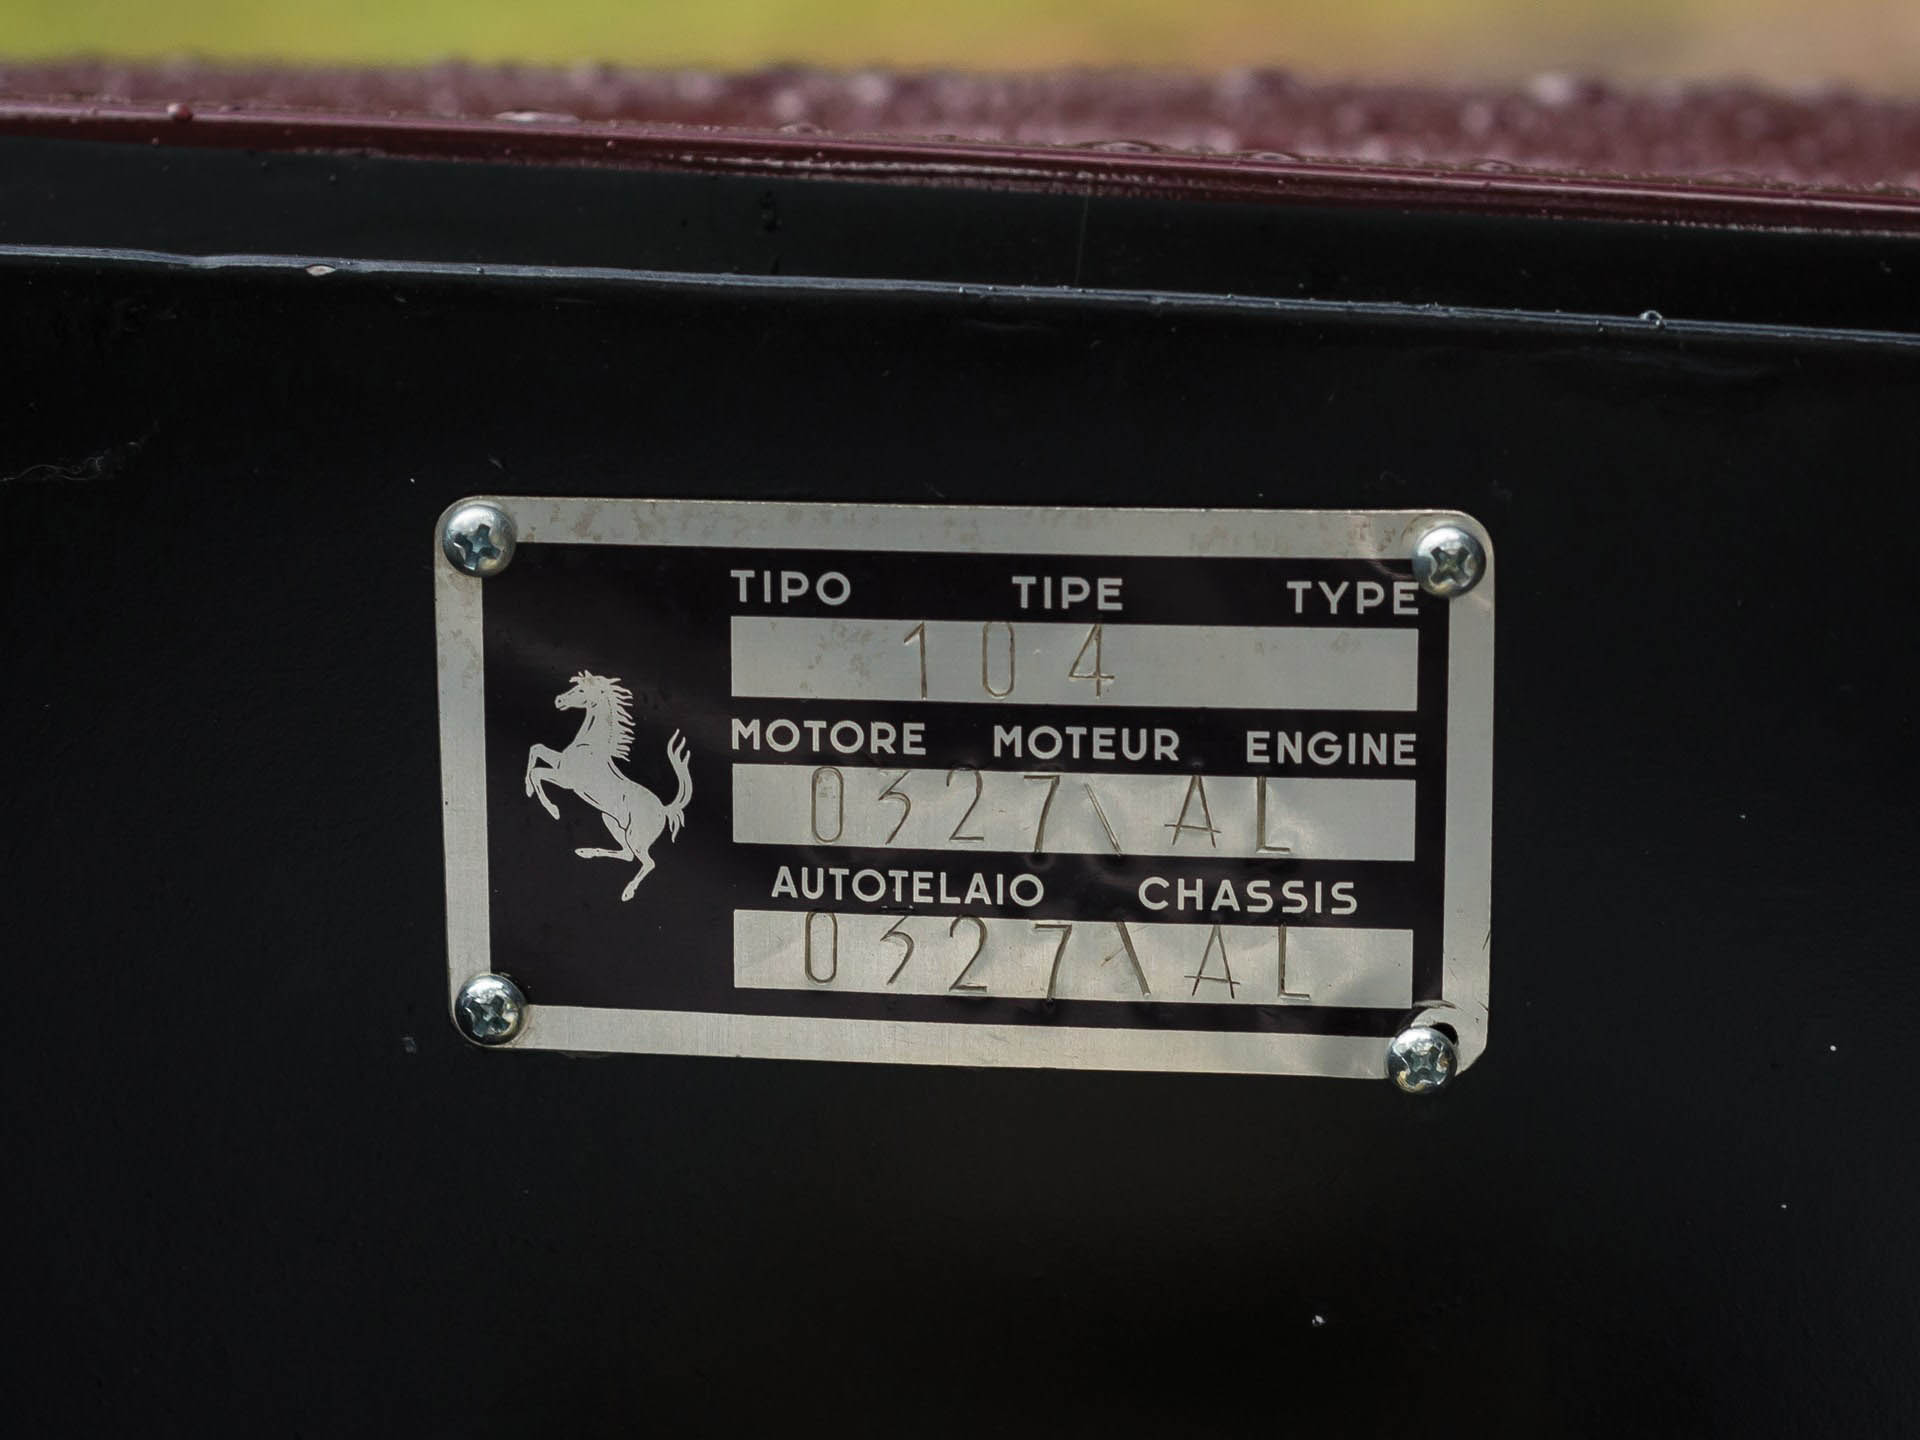 TIPO TIPE TYPE
104
MOTORE MOTEUR ENGINE
0327\AL
AUTOTELAIO CHASSIS
0327\AL